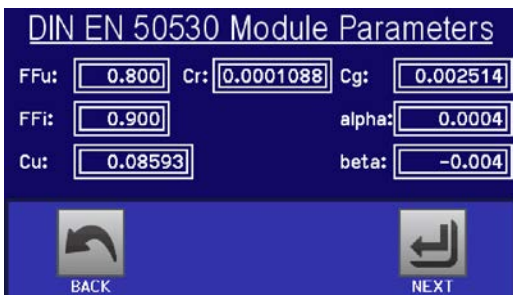 DIN EN 50530 Module Parameters
FFu: 0.800 Cr: 0.0001088 Cg: 0.002514
FFi: 0.900 alpha: 0.0004
Cu: 0.08593 beta: -0.004
BACK NEXT